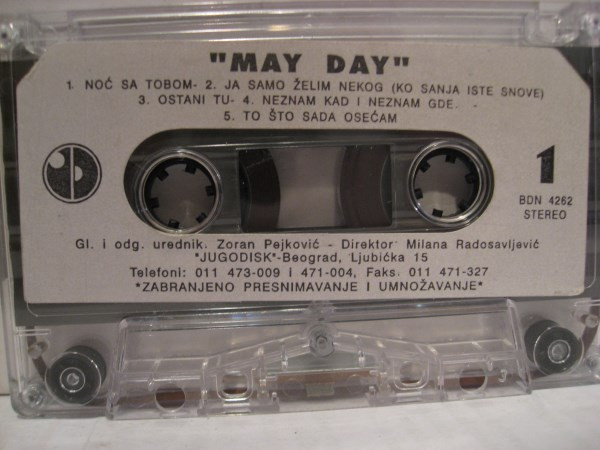 "MAY DAY"
1. NOĆ SA TOBOM- 2. JA SAMO ŽELIM NEKOG (KO SANJA ISTE SNOVE)
3. OSTANI TU- 4. NEZNAM KAD I NEZNAM GDE. -
5. TO ŠTO SADA OSEĆAM
1
BDN 4262
STEREO
Gl. i odg. urednik. Zoran Pejković - Direktor Milana Radosavljević
"JUGODISK"-Beograd, Ljubićka 15
Telefoni: 011 473-009 i 471-004, Faks. 011 471-327
"ZABRANJENO PRESNIMAVANJE I UMNOŽAVANJE"